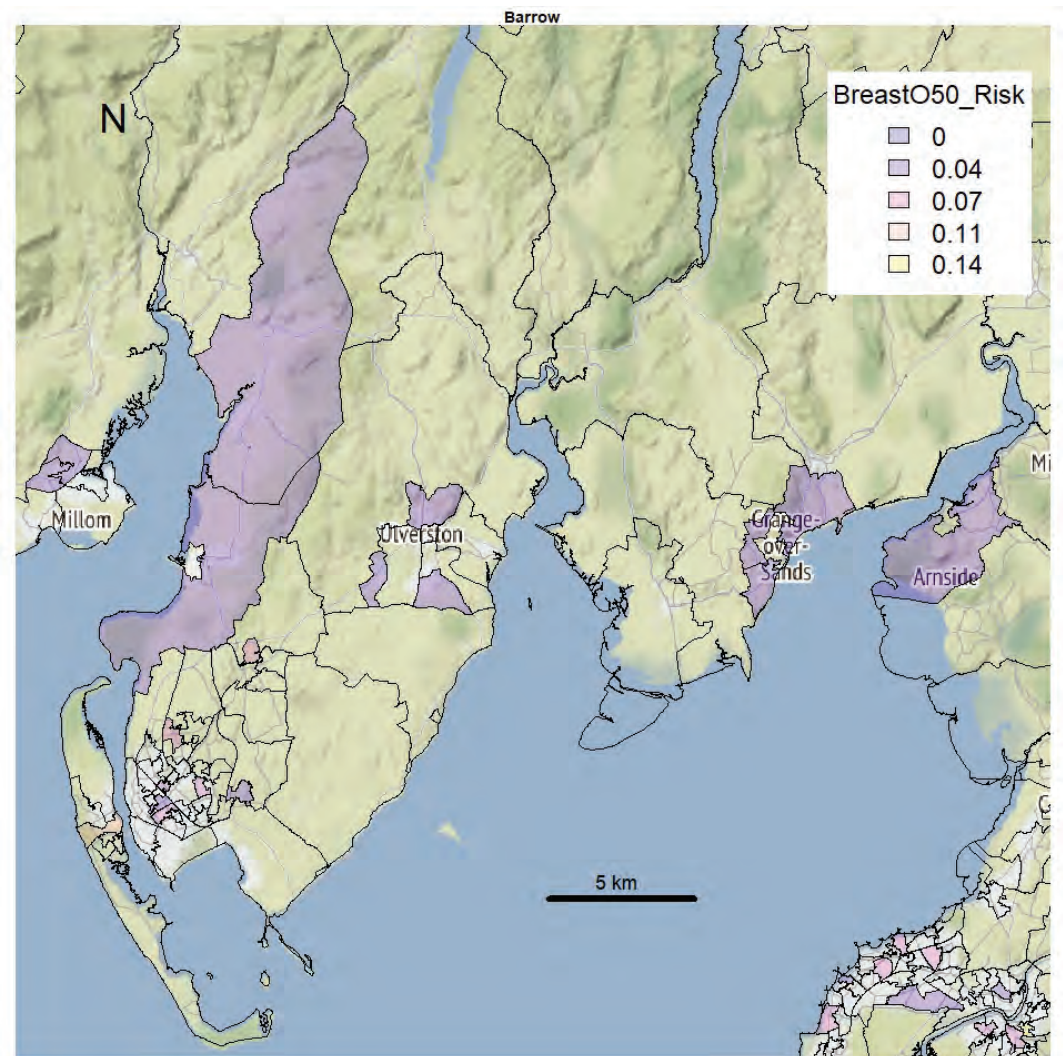 Barrow
N
BreastO50_Risk
0
0.04
0.07
0.11
0.14
Millom
Ulverston
Grange-
over-
Sands
Arnside
Mi
5 km
C